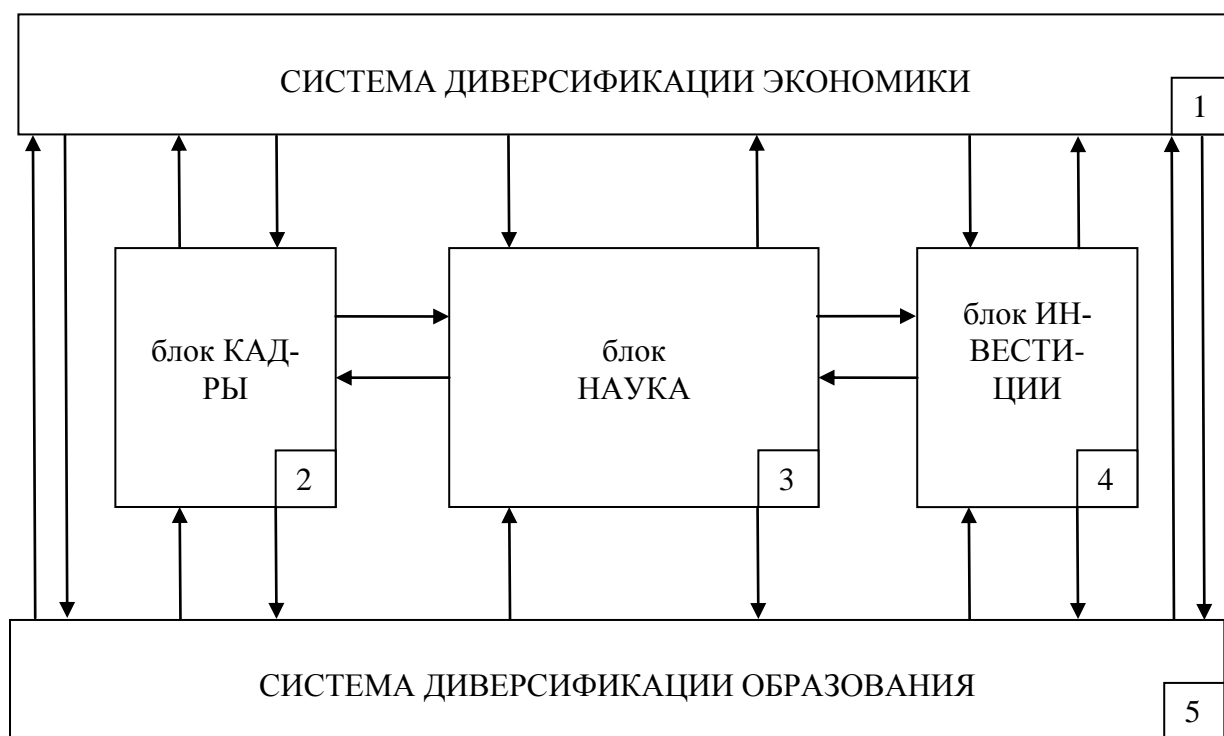 СИСТЕМА ДИВЕРСИФИКАЦИИ ЭКОНОМИКИ
1
блок КАД-
РЫ
2
блок
НАУКА
3
блок ИН-
ВЕСТИ-
ЦИИ
4
СИСТЕМА ДИВЕРСИФИКАЦИИ ОБРАЗОВАНИЯ
5